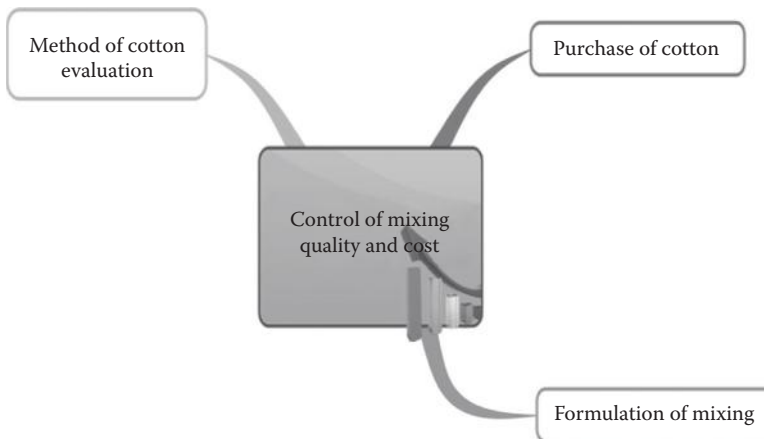 Method of cotton
evaluation
Purchase of cotton
Control of mixing
quality and cost
Formulation of mixing